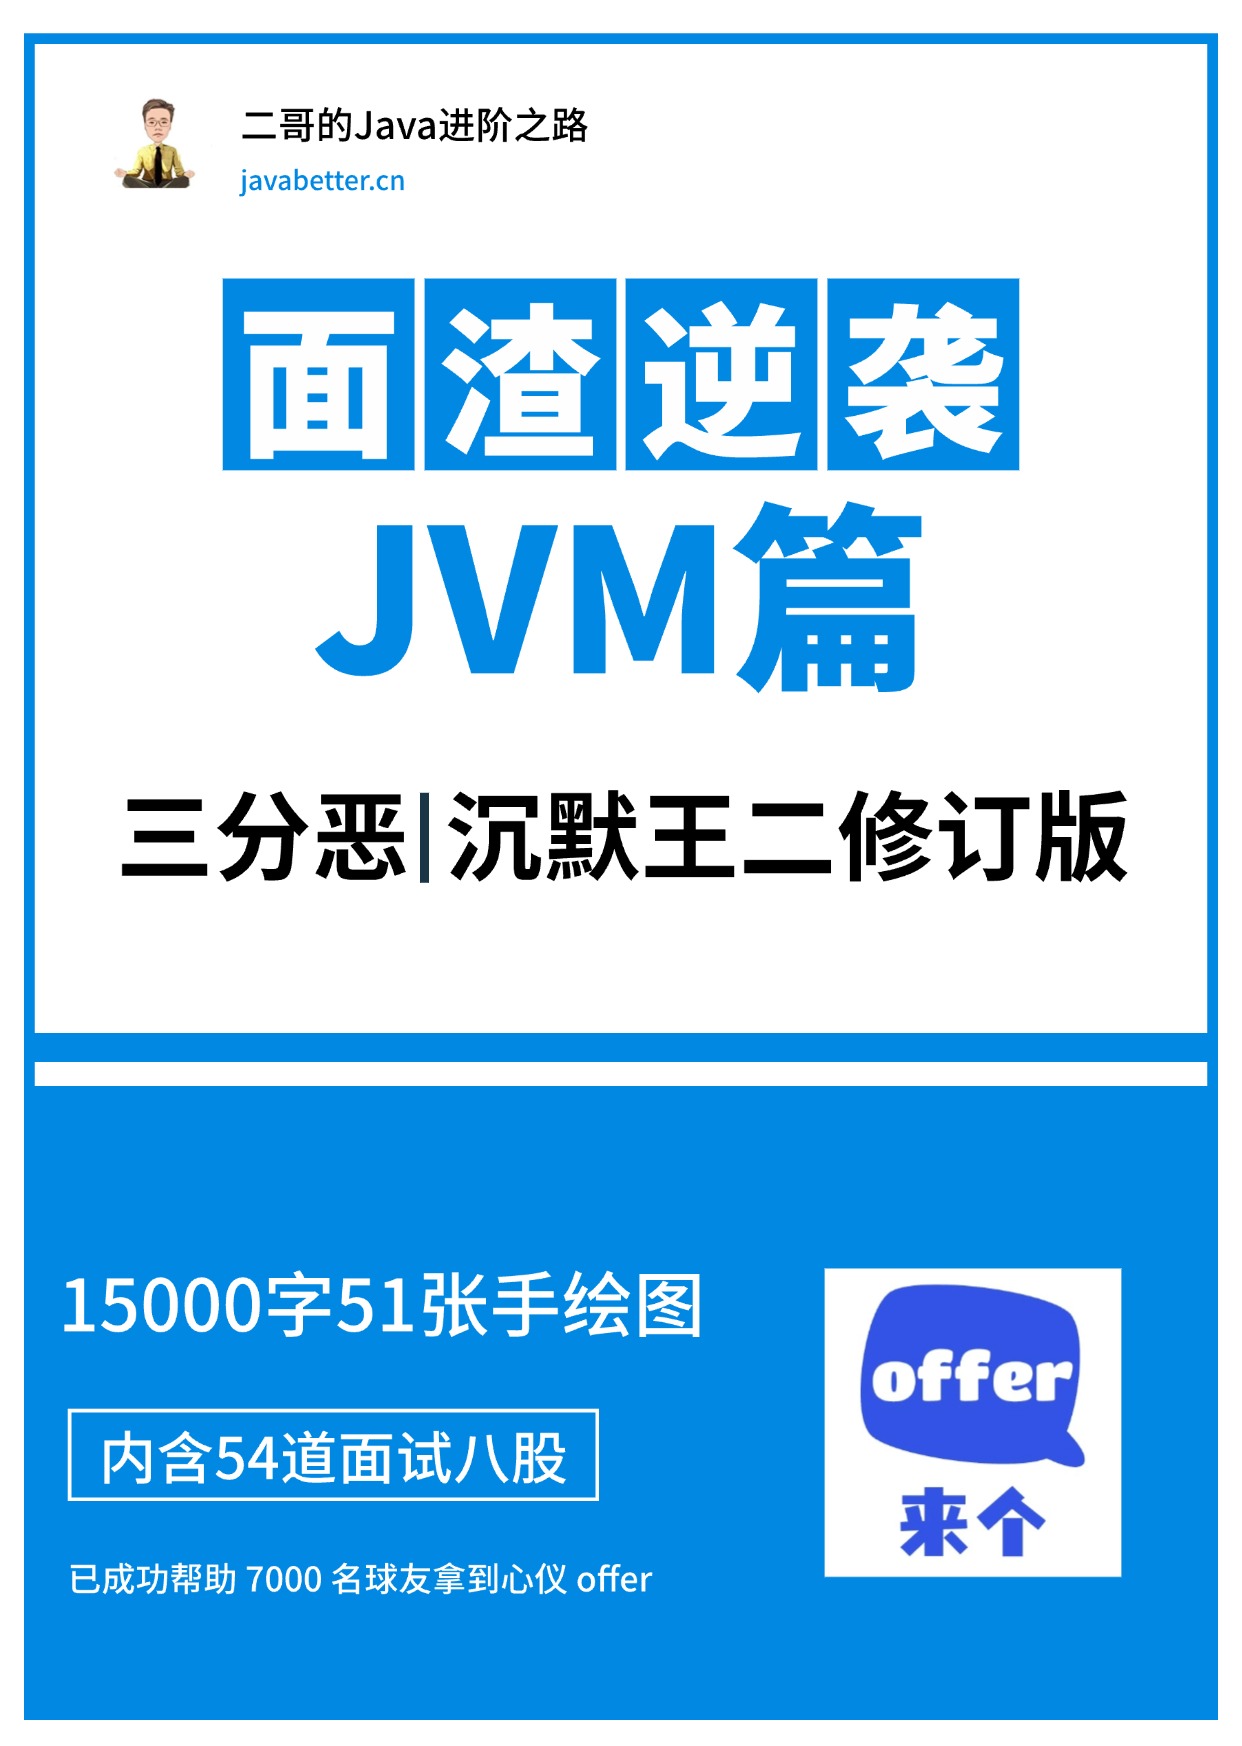 二哥的Java进阶之路
javabetter.cn
面渣逆袭
JVM篇
三分恶|沉默王二修订版
15000字51张手绘图
内含54道面试八股
已成功帮助 7000 名球友拿到心仪 offer
offer
来个